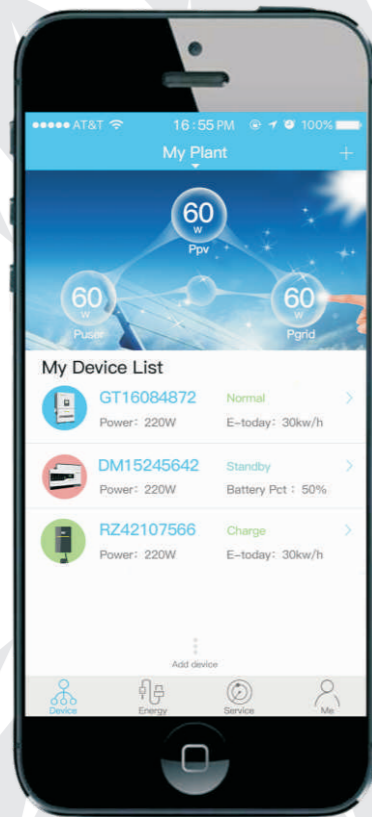 AT&T 16:55 PM 100%
My Plant +
60
W
Ppv
60 60
W W
Puser Pgrid
My Device List
GT16084872 Normal
Power: 220W E-today: 30kw/h
DM15245642 Standby
Power: 220W Battery Pct : 50%
RZ42107566 Charge
Power: 220W E-today: 30kw/h
Add device
Device Energy Service Me